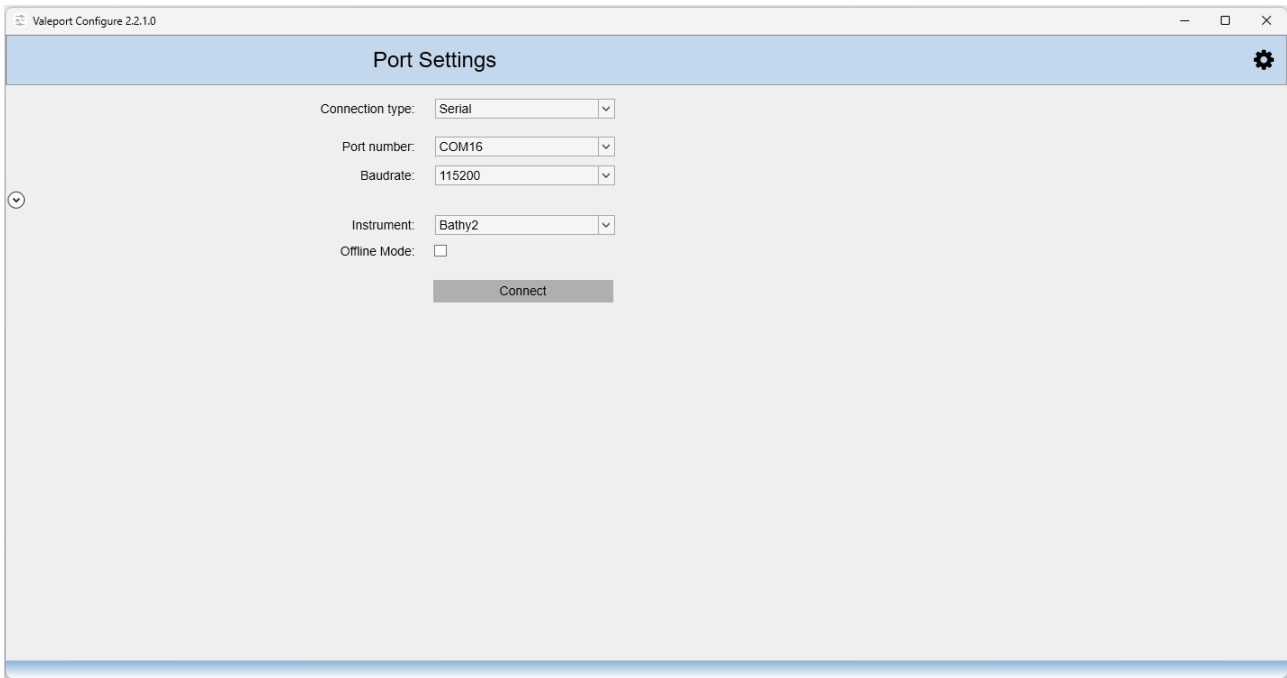 Valeport Configure 2.2.1.0
Port Settings
Connection type: Serial
Port number: COM16
Baudrate: 115200
Instrument: Bathy2
Offline Mode:
Connect